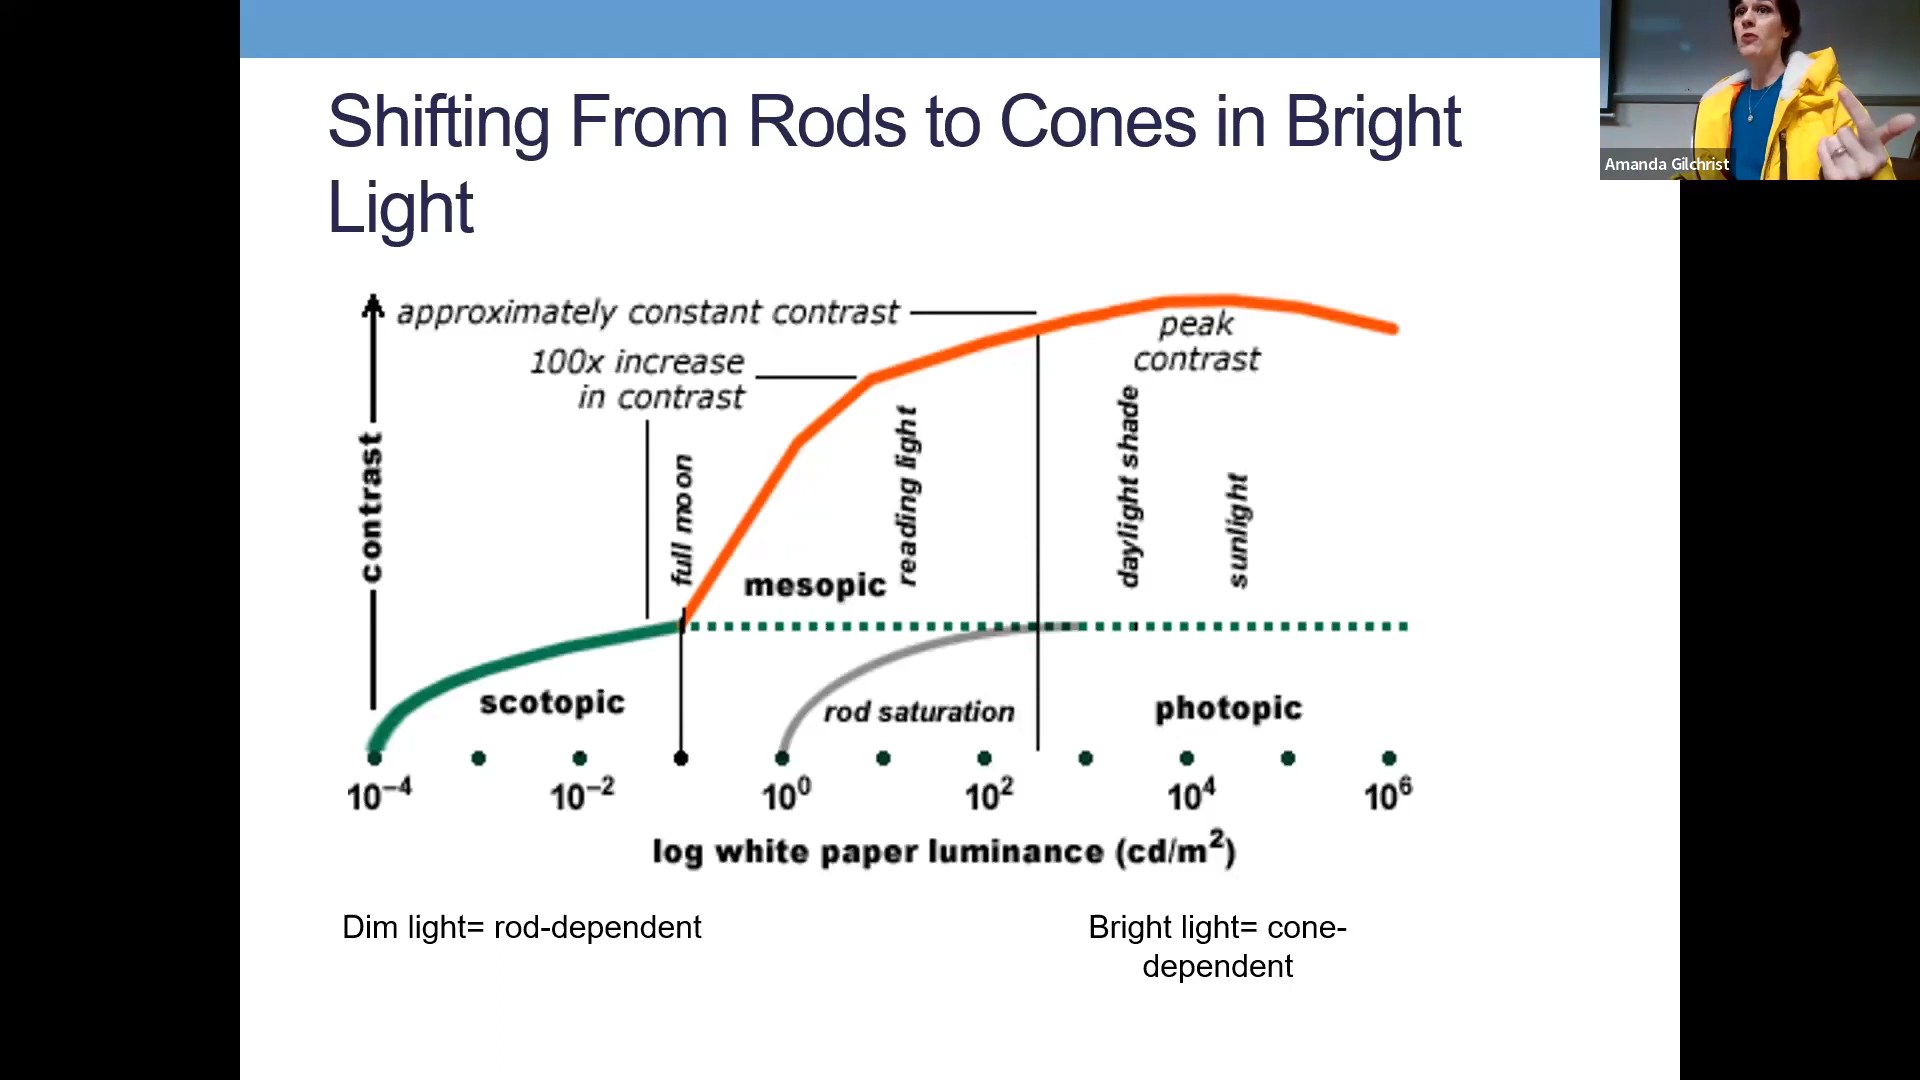 Shifting From Rods to Cones in Bright
Light
Amanda Gilchrist
approximately constant contrast
peak
contrast
100x increase
in contrast
contrast
full moon
reading light
daylight shade
sunlight
mesopic
scotopic
rod saturation
photopic
10⁻⁴ 10⁻² 10⁰ 10² 10⁴ 10⁶
log white paper luminance (cd/m²)
Dim light= rod-dependent
Bright light= cone-
dependent